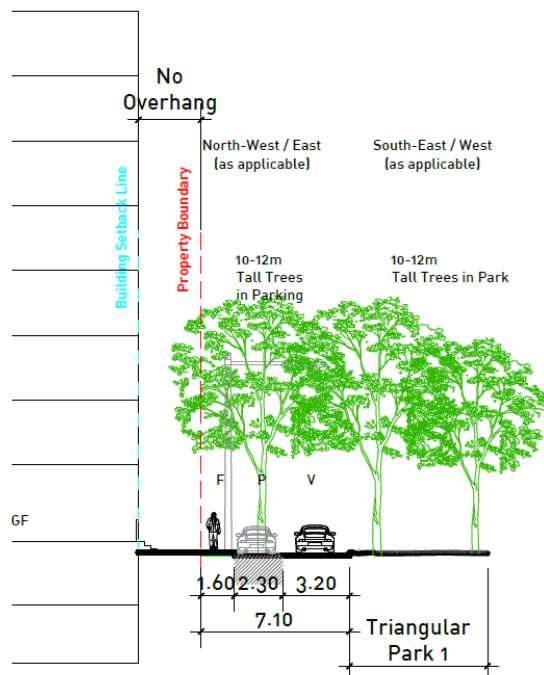 No
Overhang
North-West / East
(as applicable)
South-East / West
(as applicable)
Building Setback Line
Property Boundary
10-12m
Tall Trees
in Parking
10-12m
Tall Trees in Park
F P V
GF
1.60 2.30 3.20
7.10
Triangular
Park 1